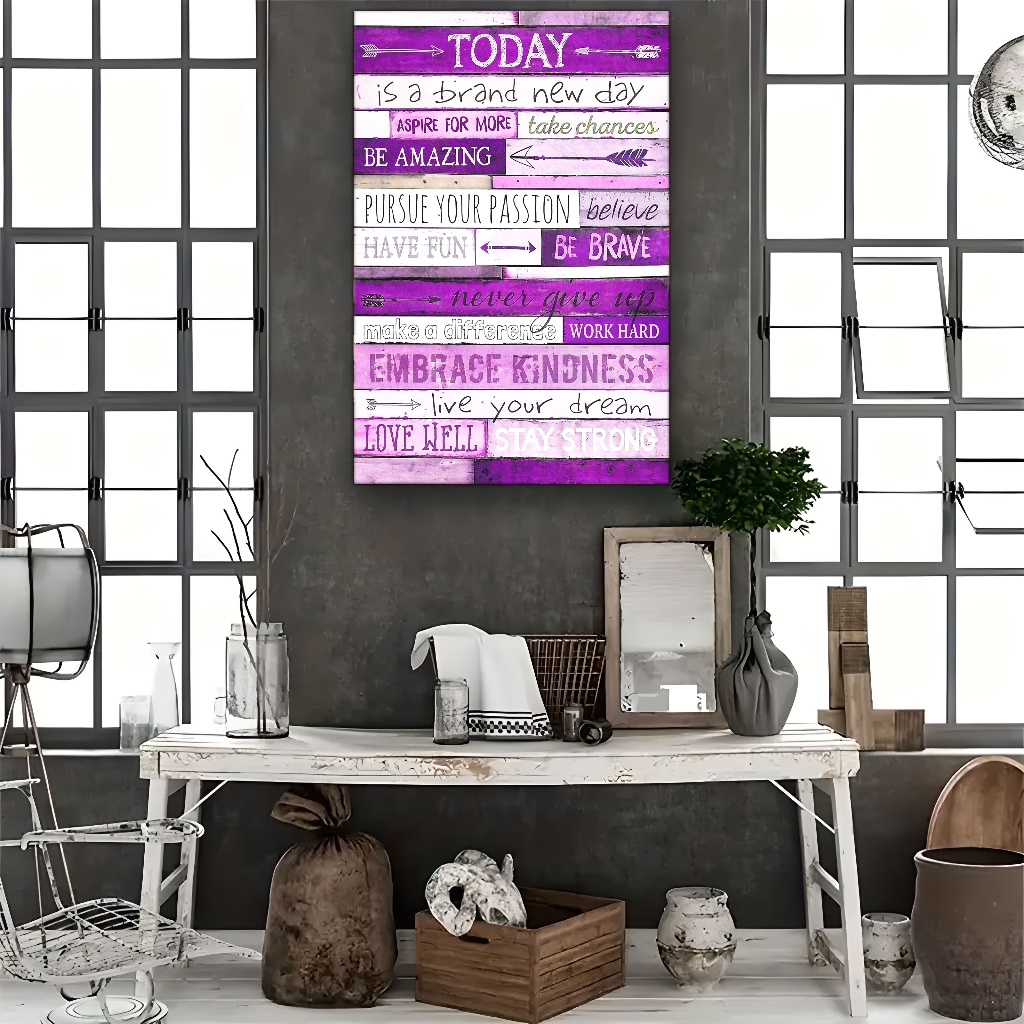 TODAY
is a brand new day
ASPIRE FOR MORE take chances
BE AMAZING
PURSUE YOUR PASSION believe
HAVE FUN BE BRAVE
never give up
make a difference WORK HARD
EMBRACE KINDNESS
live your dream
LOVE WELL STAY STRONG